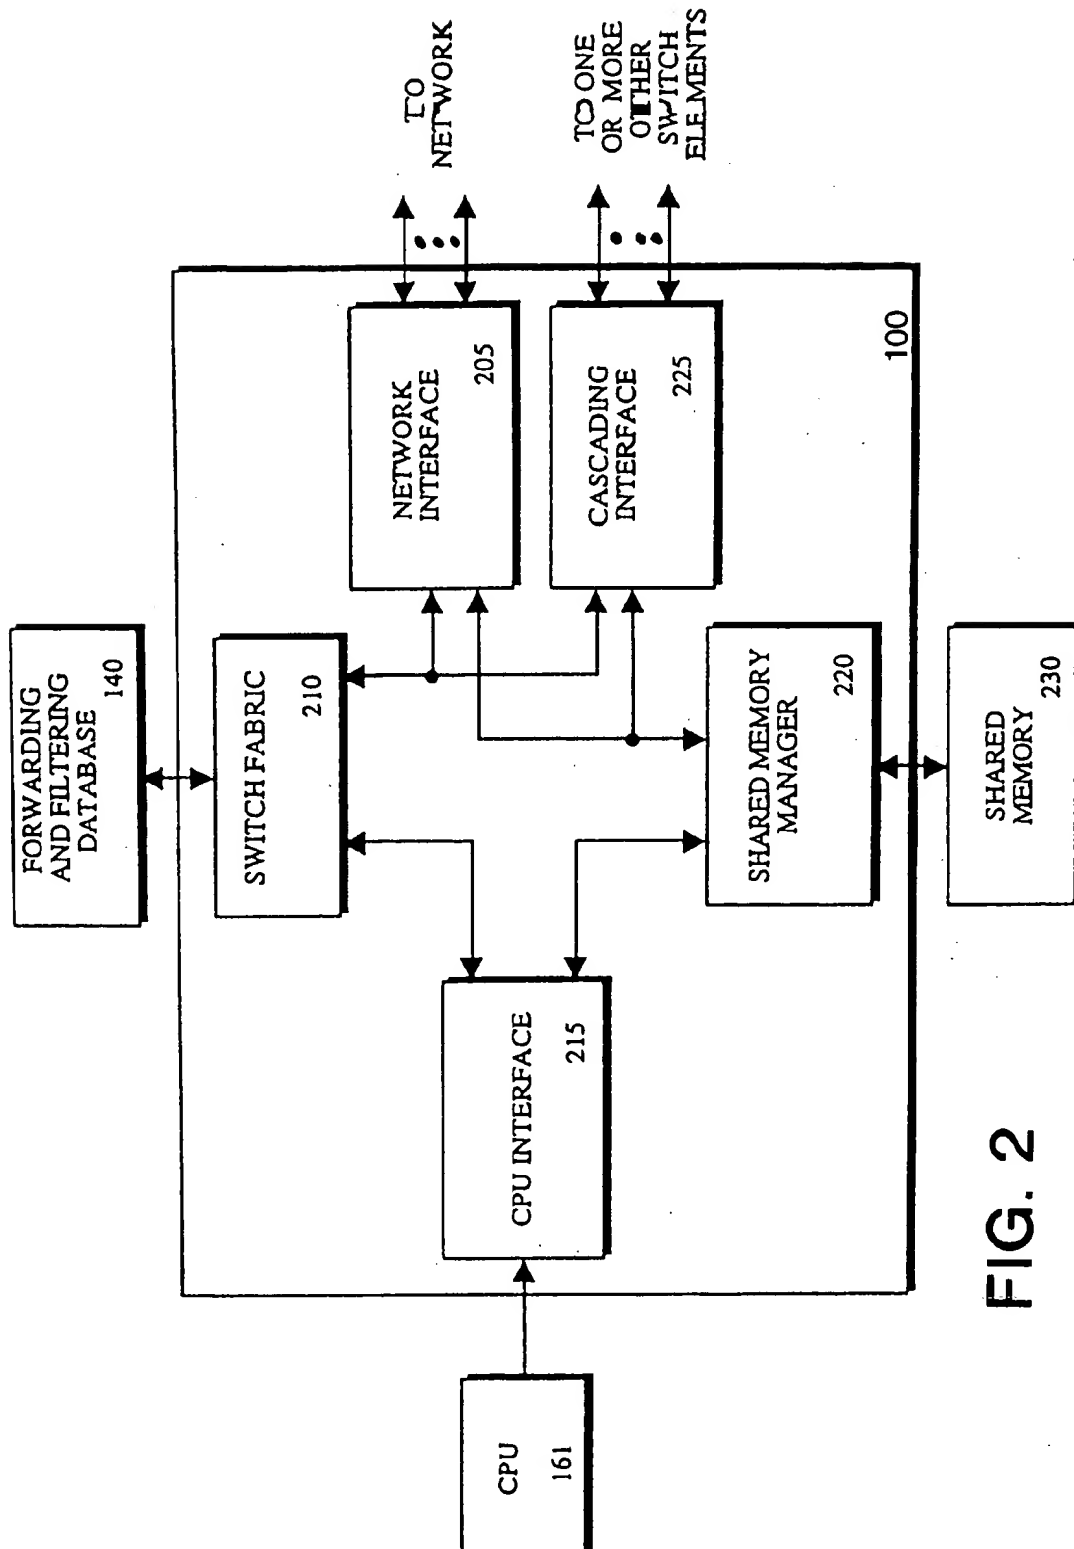 FORWARDING
AND FILTERING
DATABASE
140
SWITCH FABRIC
210
CPU
161
CPU INTERFACE
215
NETWORK
INTERFACE
205
TO
NETWORK
CASCADING
INTERFACE
225
TO ONE
OR MORE
OTHER
SWITCH
ELEMENTS
SHARED MEMORY
MANAGER
220
100
SHARED
MEMORY
230
FIG. 2